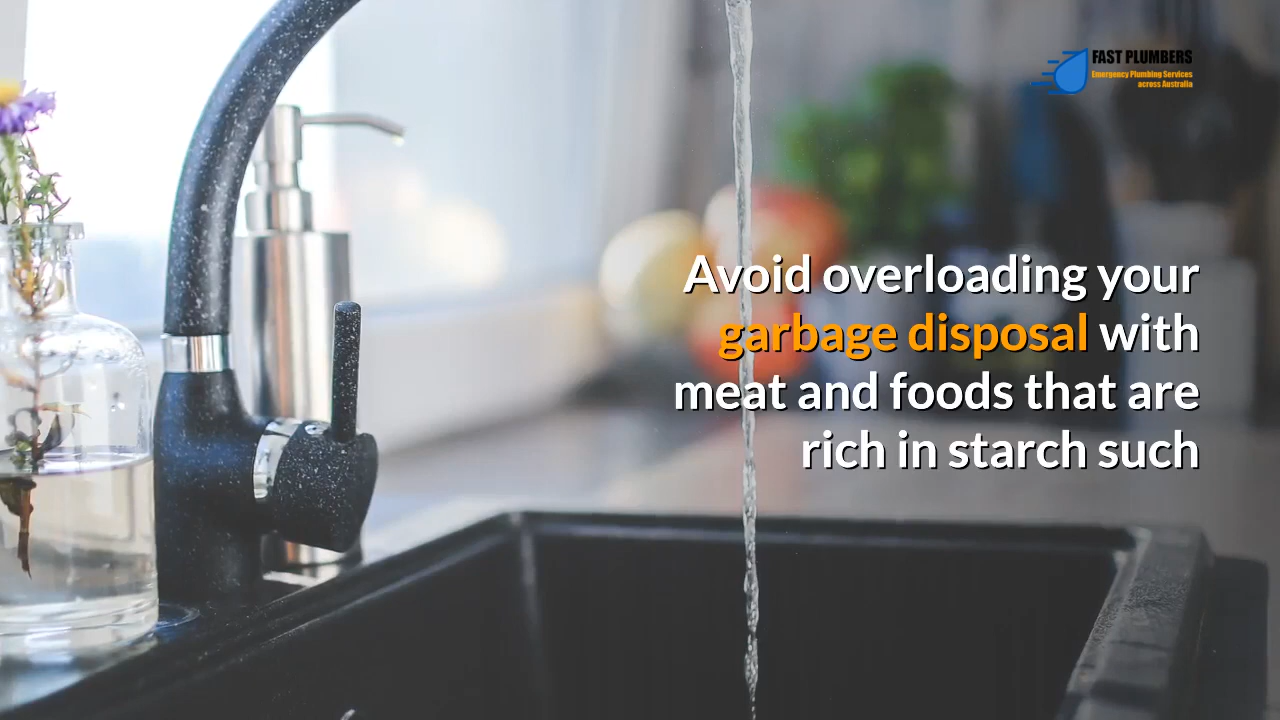 FAST PLUMBERS
Emergency Plumbing Services
across Australia
Avoid overloading your
garbage disposal with
meat and foods that are
rich in starch such